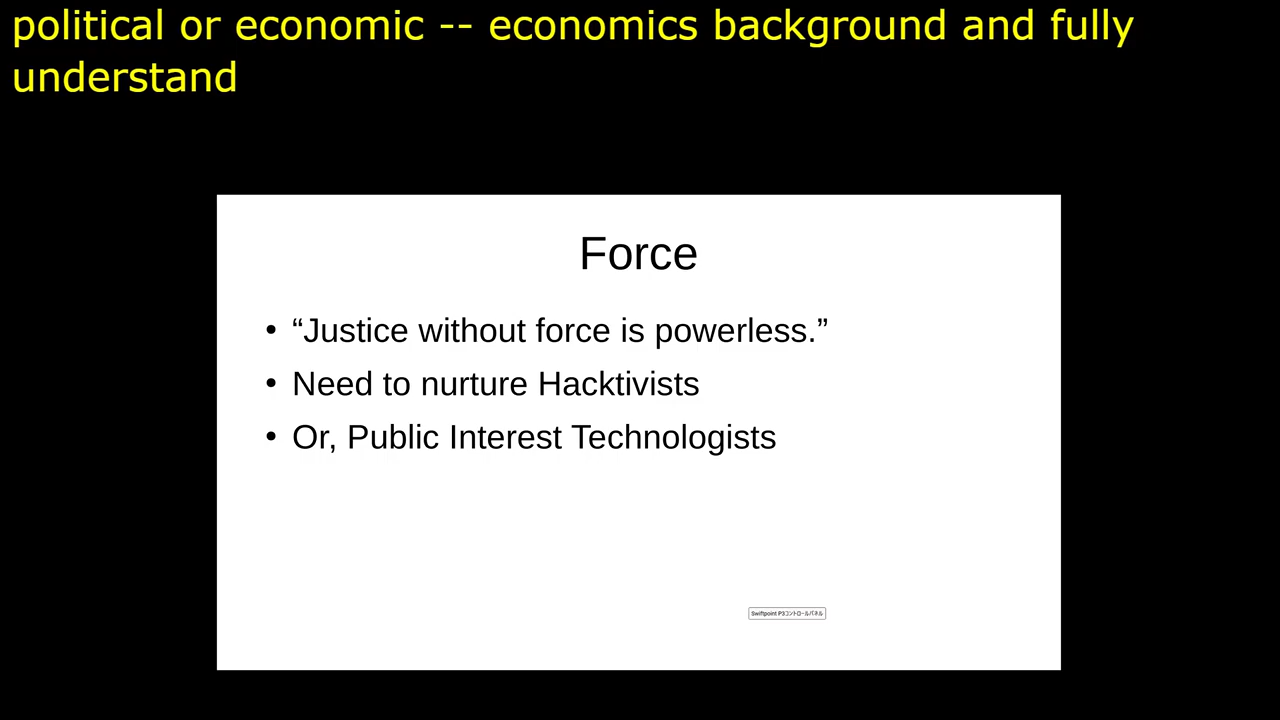 political or economic -- economics background and fully
understand
Force
• “Justice without force is powerless.”
• Need to nurture Hacktivists
• Or, Public Interest Technologists
Swiftpoint P3コントロールパネル